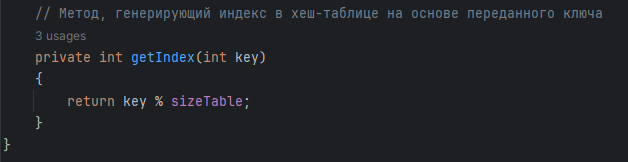 // Метод, генерирующий индекс в хеш-таблице на основе переданного ключа
3 usages
private int getIndex(int key)
{
return key % sizeTable;
}
}